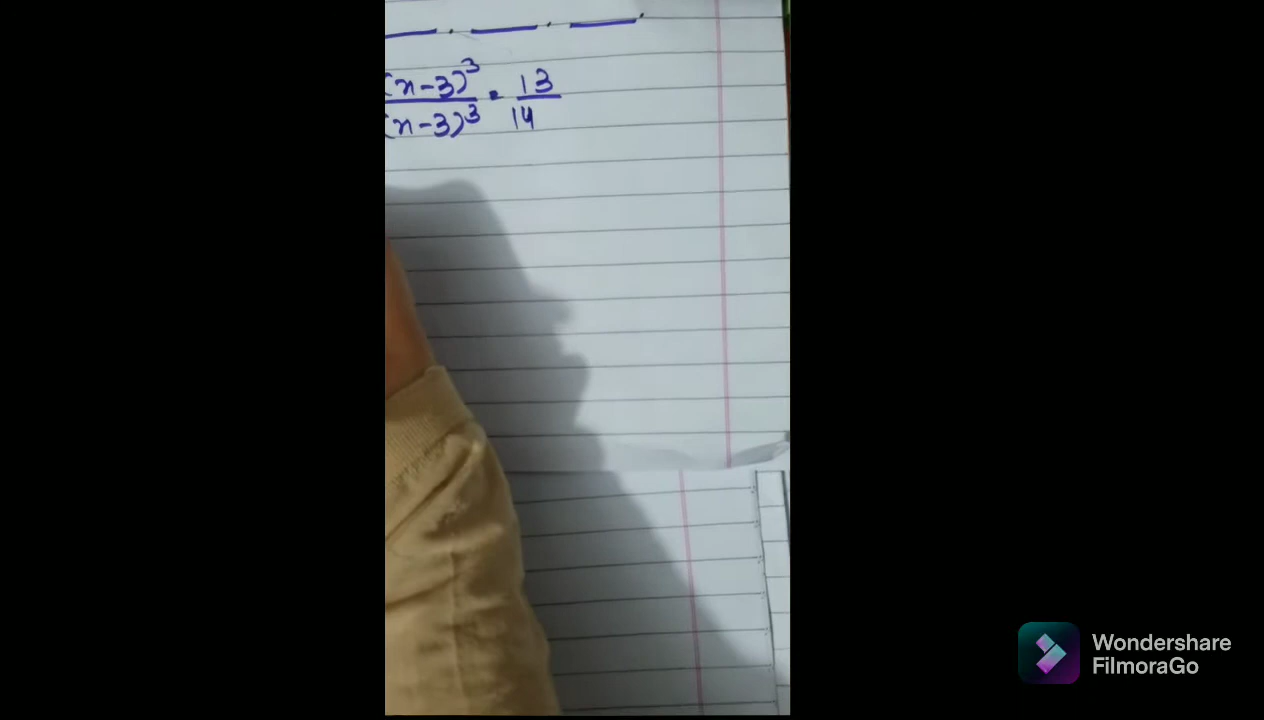 (x-3)³ = 13
(x-3)³ 14
Wondershare
FilmoraGo